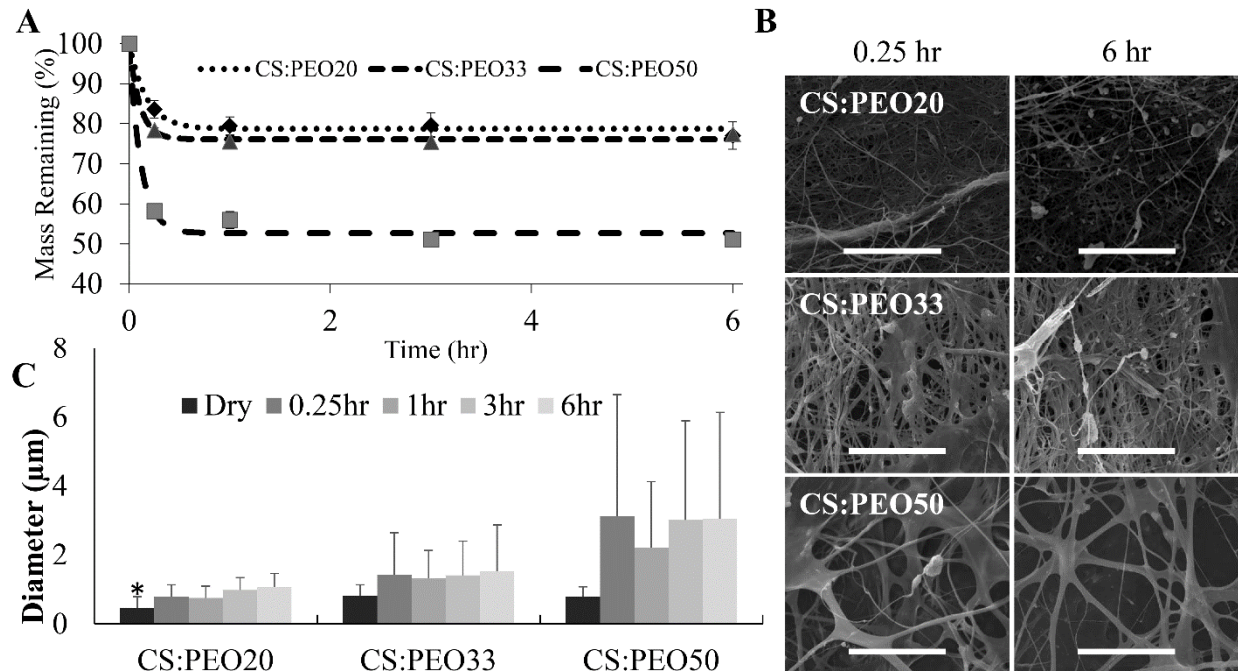 A
Mass Remaining (%)
100
90
80
70
60
50
40
CS:PEO20 CS:PEO33 CS:PEO50
0 2 4 6
Time (hr)
B
0.25 hr 6 hr
CS:PEO20
CS:PEO33
CS:PEO50
C
Diameter (µm)
8
6
4
2
0
Dry 0.25hr 1hr 3hr 6hr
*
CS:PEO20 CS:PEO33 CS:PEO50